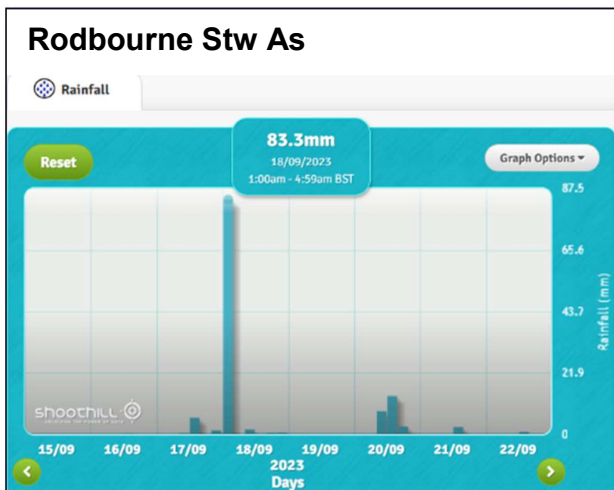 Rodbourne Stw As
Rainfall
83.3mm
18/09/2023
1:00am - 4:59am BST
Reset
Graph Options
87.5
65.6
43.7
21.9
0
Rainfall (mm)
shoothill
15/09 16/09 17/09 18/09 19/09 20/09 21/09 22/09
2023
Days